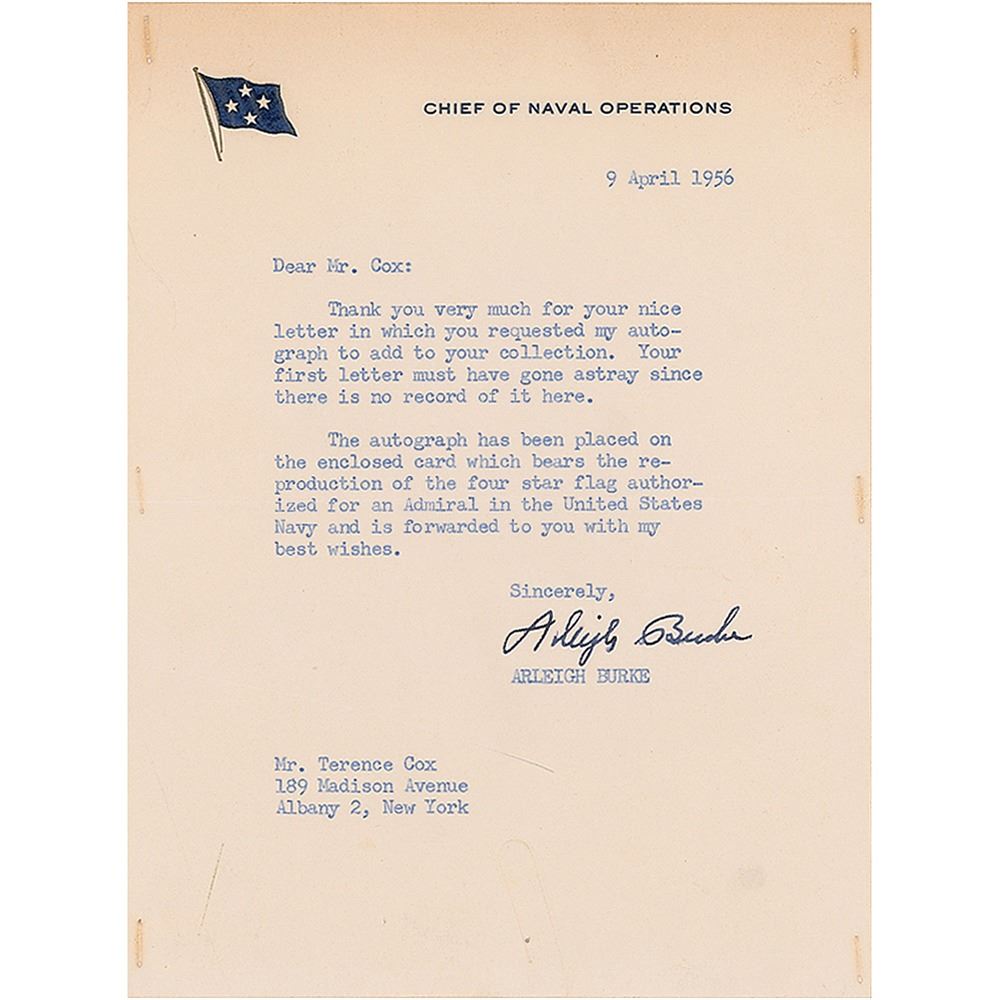 CHIEF OF NAVAL OPERATIONS
9 April 1956
Dear Mr. Cox:
Thank you very much for your nice
letter in which you requested my auto-
graph to add to your collection. Your
first letter must have gone astray since
there is no record of it here.
The autograph has been placed on
the enclosed card which bears the re-
production of the four star flag author-
ized for an Admiral in the United States
Navy and is forwarded to you with my
best wishes.
Sincerely,
Arleigh Burke
ARLEIGH BURKE
Mr. Terence Cox
189 Madison Avenue
Albany 2, New York